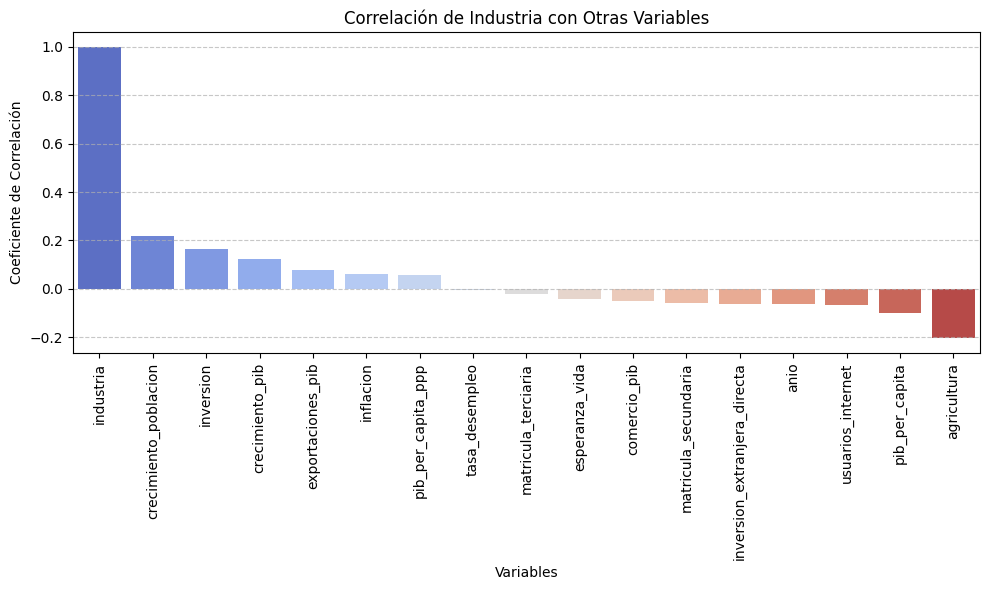 Correlación de Industria con Otras Variables
Coeficiente de Correlación
1.0
0.8
0.6
0.4
0.2
0.0
−0.2
industria
crecimiento_poblacion
inversion
crecimiento_pib
exportaciones_pib
inflacion
pib_per_capita_ppp
tasa_desempleo
matricula_terciaria
esperanza_vida
comercio_pib
matricula_secundaria
inversion_extranjera_directa
anio
usuarios_internet
pib_per_capita
agricultura
Variables